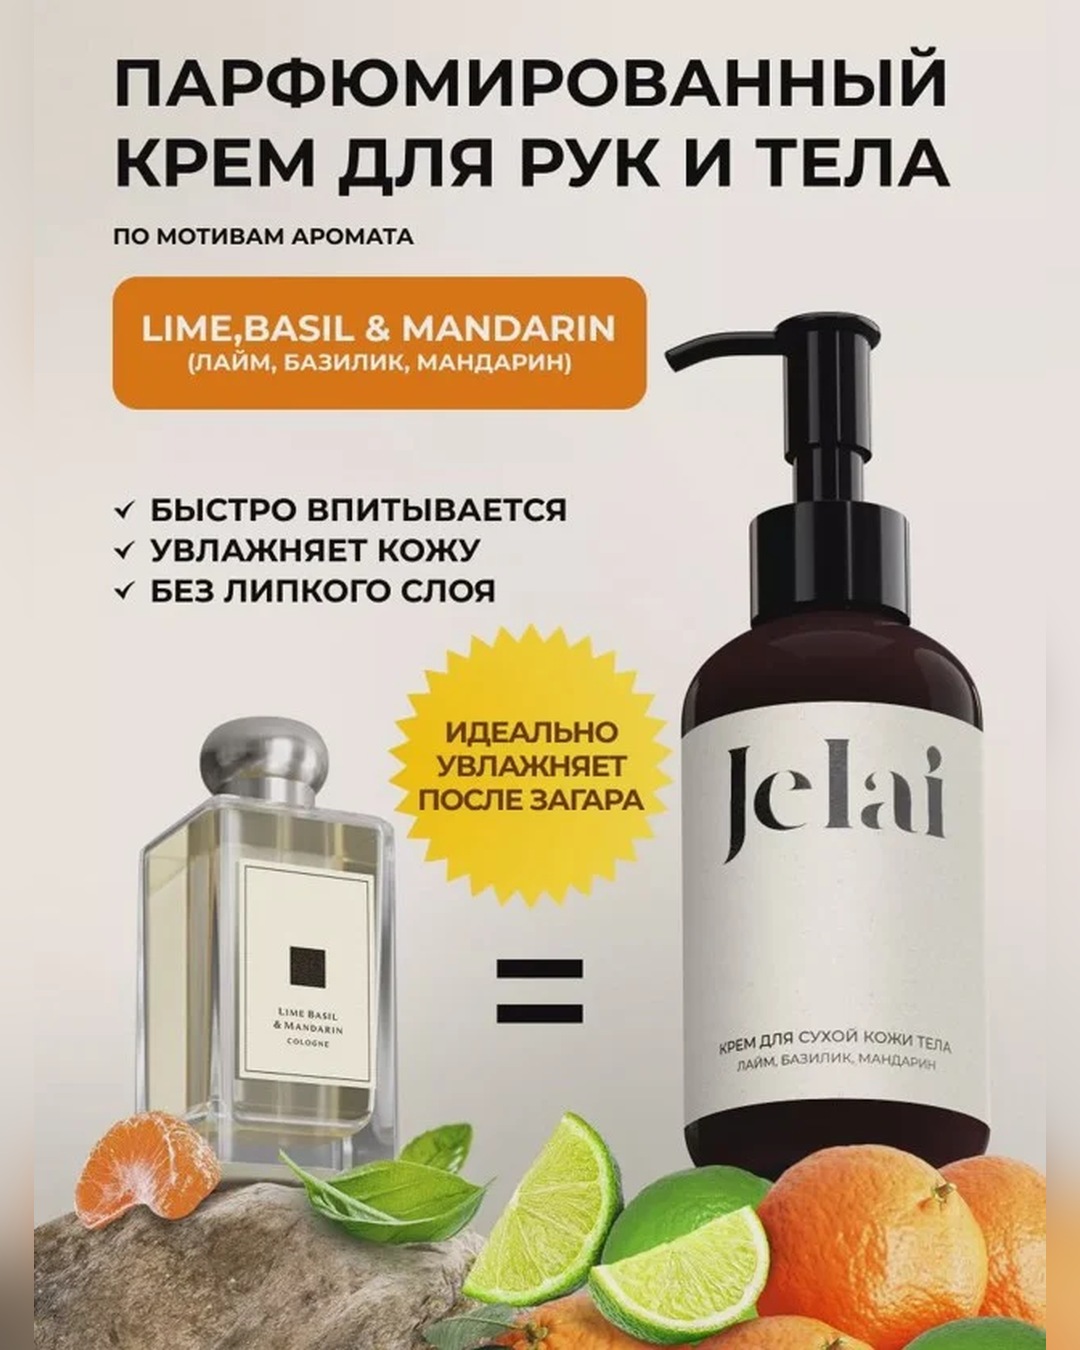 ПАРФЮМИРОВАННЫЙ
КРЕМ ДЛЯ РУК И ТЕЛА
ПО МОТИВАМ АРОМАТА
LIME,BASIL & MANDARIN
(ЛАЙМ, БАЗИЛИК, МАНДАРИН)
БЫСТРО ВПИТЫВАЕТСЯ
УВЛАЖНЯЕТ КОЖУ
БЕЗ ЛИПКОГО СЛОЯ
ИДЕАЛЬНО
УВЛАЖНЯЕТ
ПОСЛЕ ЗАГАРА
Jelai
LIME BASIL
& MANDARIN
COLOGNE
=
КРЕМ ДЛЯ СУХОЙ КОЖИ ТЕЛА
ЛАЙМ, БАЗИЛИК, МАНДАРИН